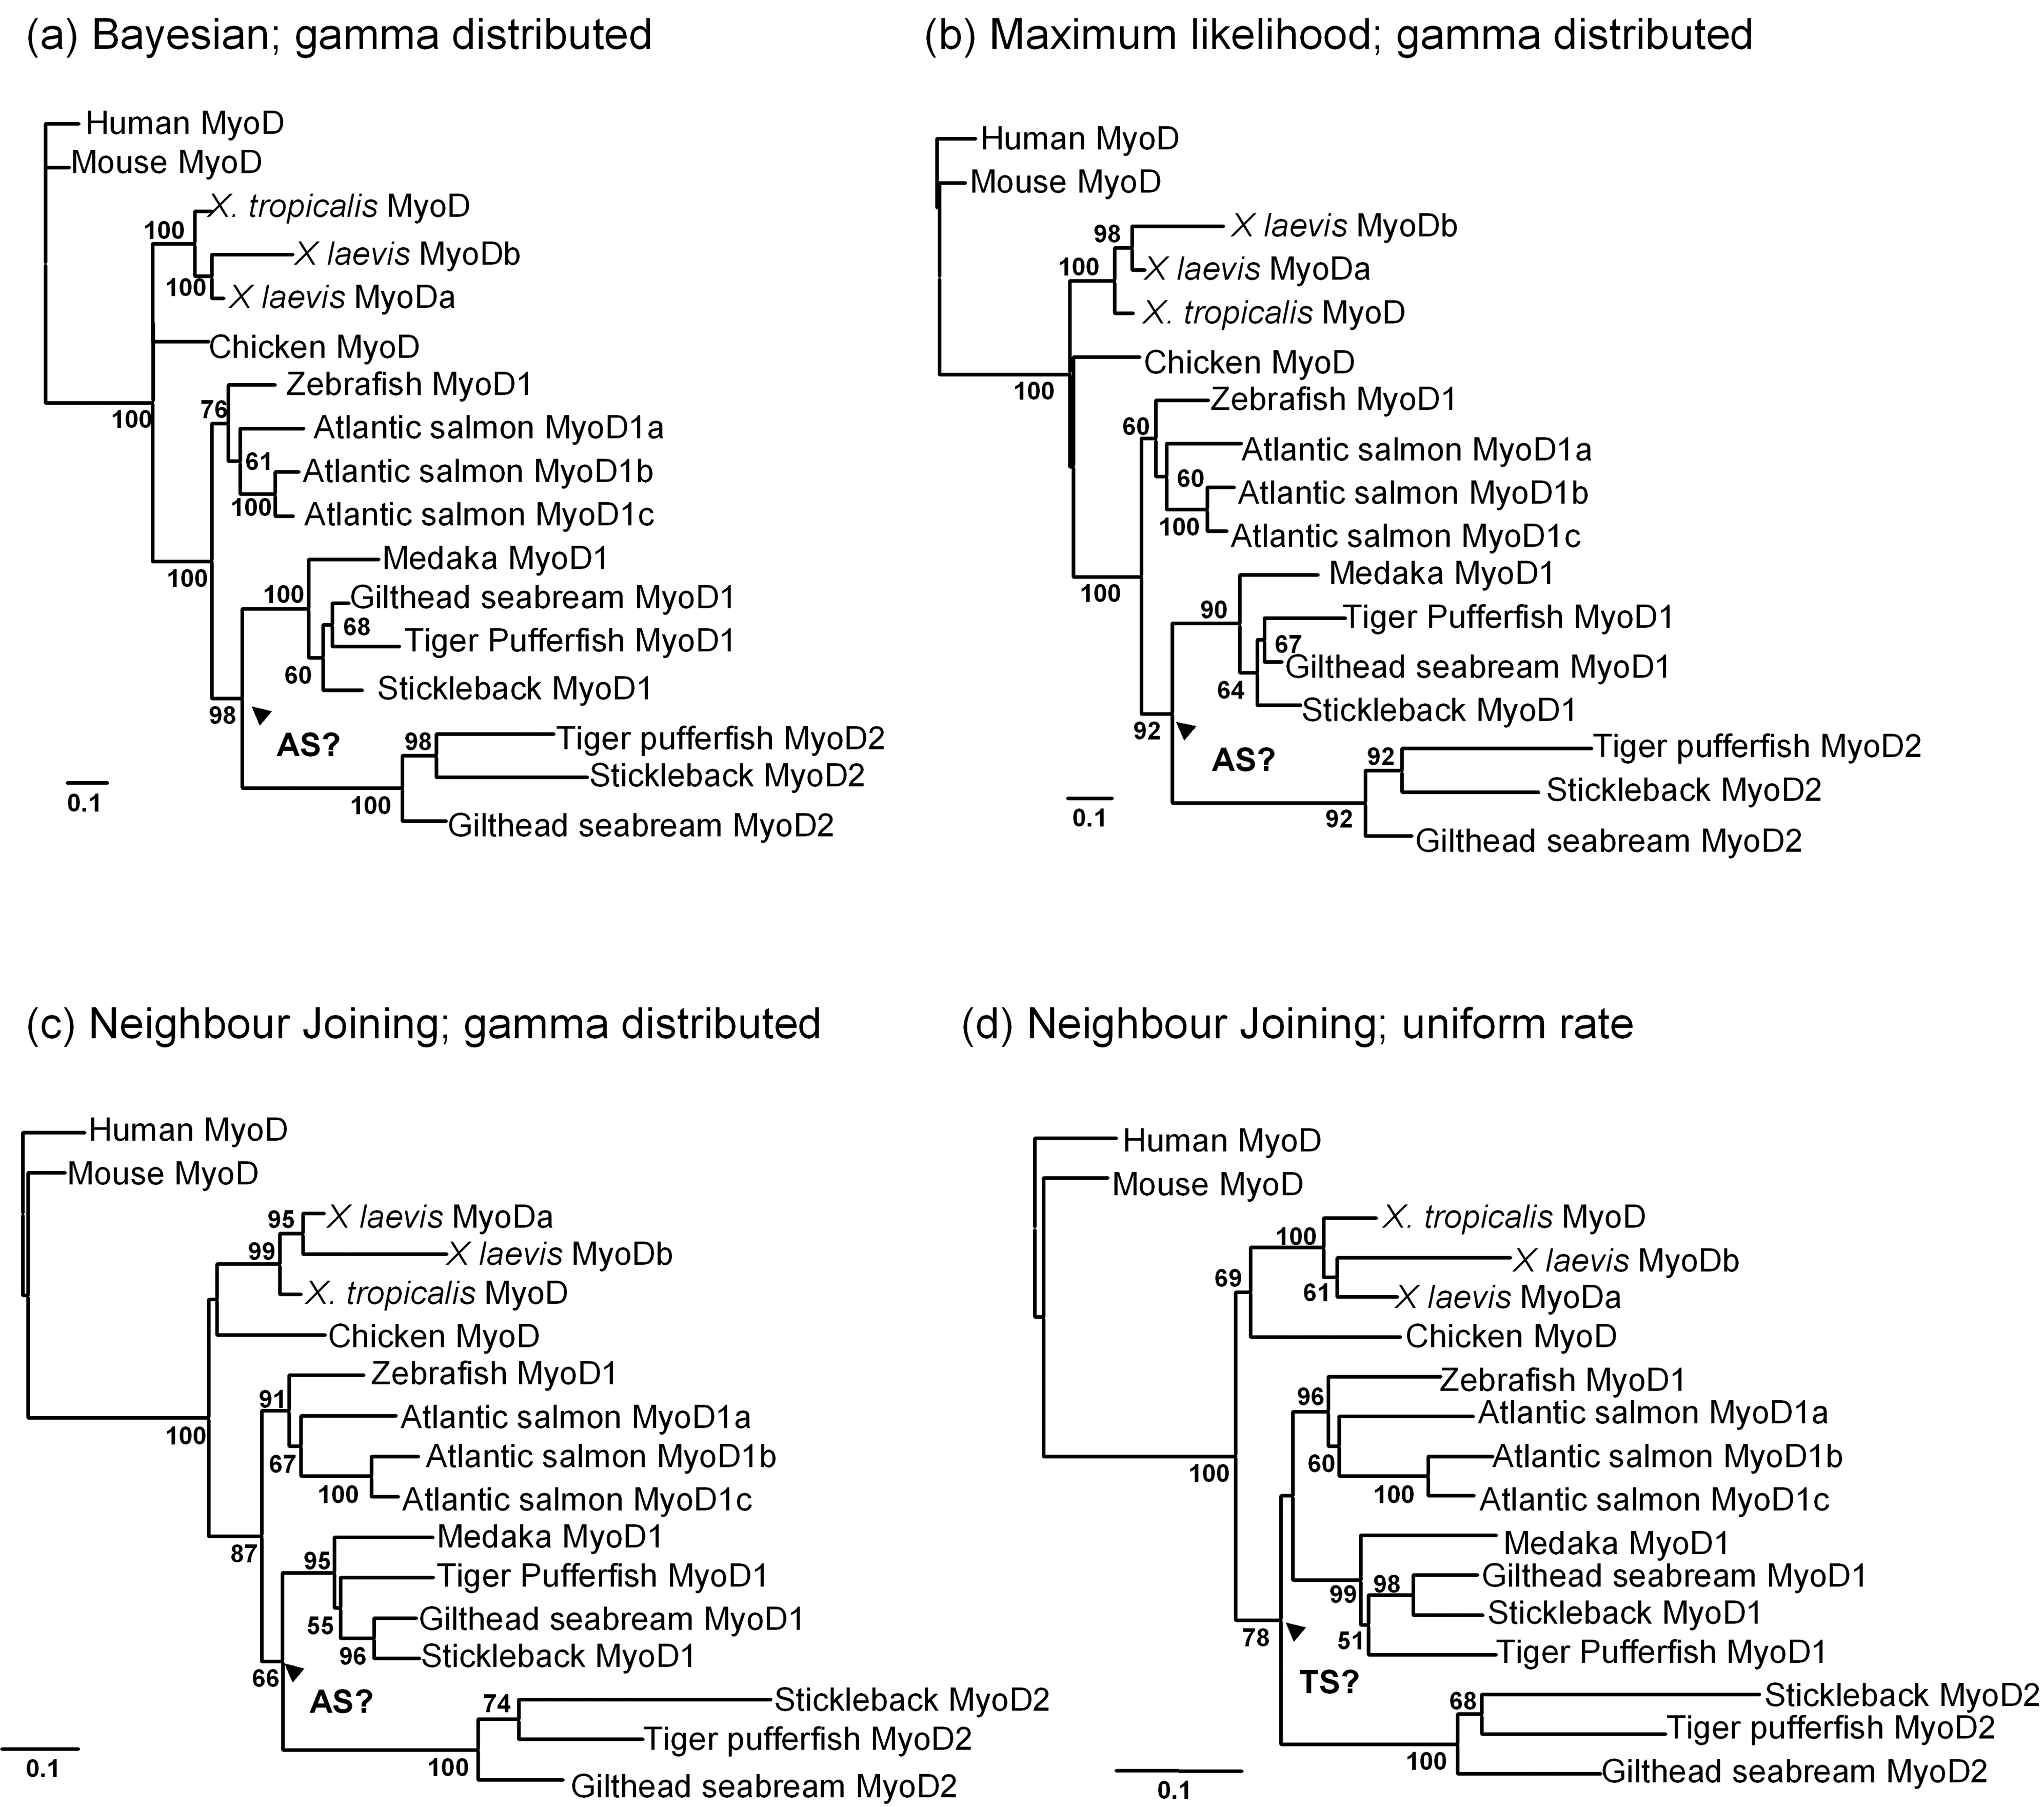 (a) Bayesian; gamma distributed
Human MyoD
Mouse MyoD
X. tropicalis MyoD
100
X laevis MyoDb
100
X laevis MyoDa
Chicken MyoD
Zebrafish MyoD1
76
100
Atlantic salmon MyoD1a
61
Atlantic salmon MyoD1b
100
Atlantic salmon MyoD1c
Medaka MyoD1
100
100
Gilthead seabream MyoD1
68
Tiger Pufferfish MyoD1
60
Stickleback MyoD1
98
AS?
98
Tiger pufferfish MyoD2
Stickleback MyoD2
0.1
100
Gilthead seabream MyoD2
(b) Maximum likelihood; gamma distributed
Human MyoD
Mouse MyoD
98
X laevis MyoDb
100
X laevis MyoDa
X. tropicalis MyoD
Chicken MyoD
100
Zebrafish MyoD1
60
Atlantic salmon MyoD1a
60
Atlantic salmon MyoD1b
100
Atlantic salmon MyoD1c
Medaka MyoD1
100
90
Tiger Pufferfish MyoD1
67
Gilthead seabream MyoD1
64
Stickleback MyoD1
92
AS?
92
Tiger pufferfish MyoD2
Stickleback MyoD2
0.1
92
Gilthead seabream MyoD2
(c) Neighbour Joining; gamma distributed
Human MyoD
Mouse MyoD
95
X laevis MyoDa
99
X laevis MyoDb
X. tropicalis MyoD
Chicken MyoD
Zebrafish MyoD1
91
Atlantic salmon MyoD1a
100
67
Atlantic salmon MyoD1b
100
Atlantic salmon MyoD1c
Medaka MyoD1
87
95
Tiger Pufferfish MyoD1
55
Gilthead seabream MyoD1
96
Stickleback MyoD1
66
AS?
74
Stickleback MyoD2
Tiger pufferfish MyoD2
0.1
100
Gilthead seabream MyoD2
(d) Neighbour Joining; uniform rate
Human MyoD
Mouse MyoD
X. tropicalis MyoD
100
X laevis MyoDb
69
61
X laevis MyoDa
Chicken MyoD
Zebrafish MyoD1
96
Atlantic salmon MyoD1a
60
Atlantic salmon MyoD1b
100
100
Atlantic salmon MyoD1c
Medaka MyoD1
99
98
Gilthead seabream MyoD1
Stickleback MyoD1
78
51
Tiger Pufferfish MyoD1
TS?
68
Stickleback MyoD2
Tiger pufferfish MyoD2
100
Gilthead seabream MyoD2
0.1